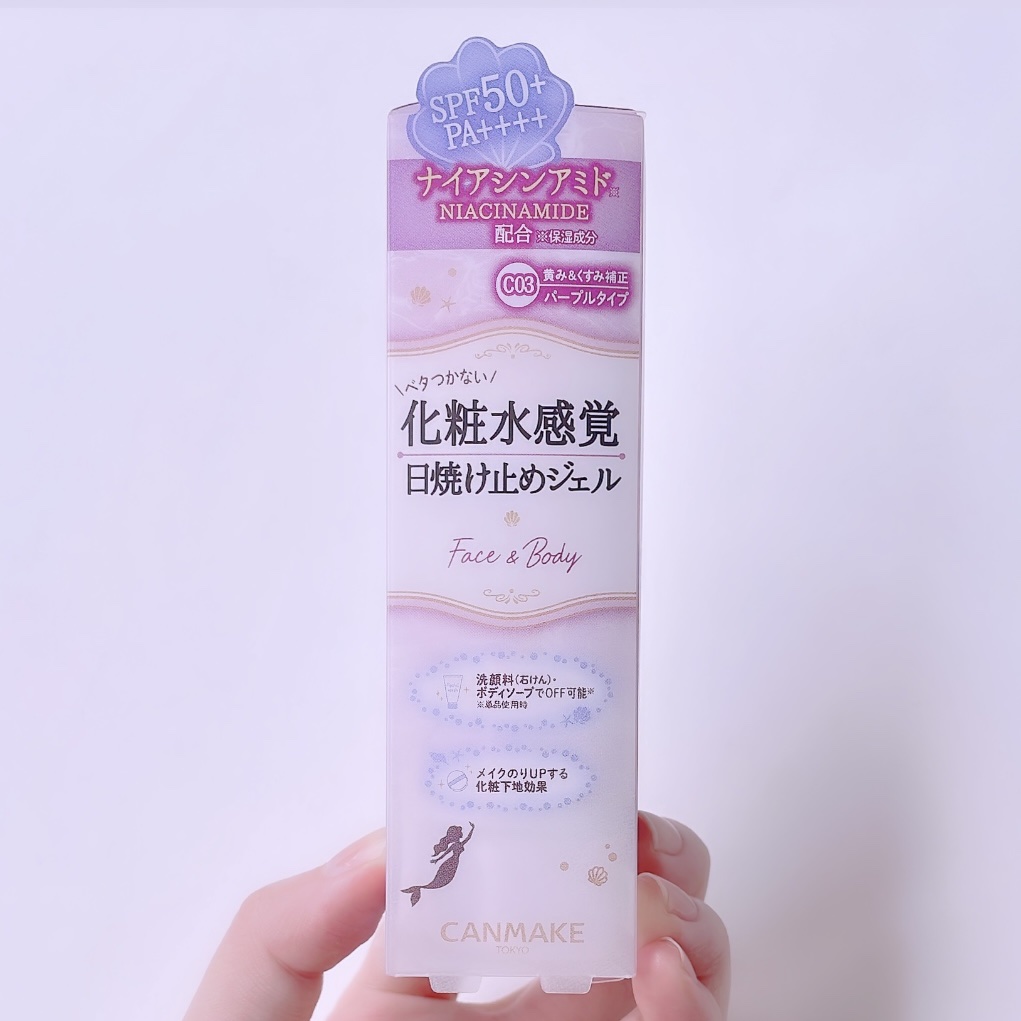 SPF50+
PA++++
ナイアシンアミド※
NIACINAMIDE
配合 ※保湿成分
C03 黄み&くすみ補正
パープルタイプ
\ベタつかない/
化粧水感覚
日焼け止めジェル
Face & Body
洗顔料(石けん)・
ボディソープでOFF可能※
※単品使用時
メイクのりUPする
化粧下地効果
CANMAKE
TOKYO